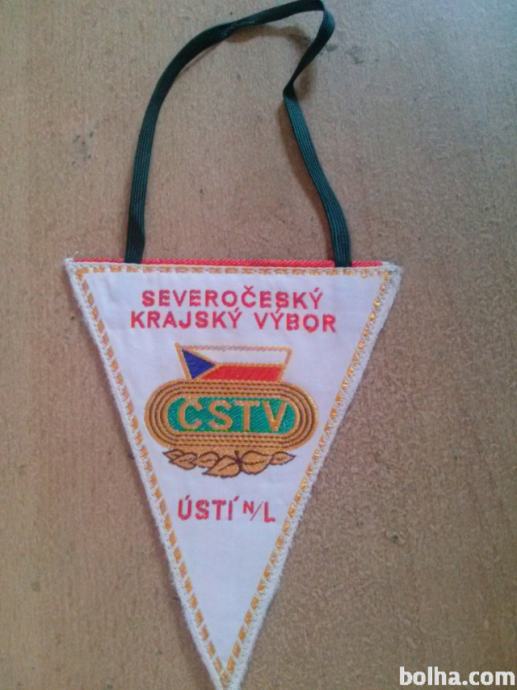 SEVEROČESKÝ
KRAJSKÝ VÝBOR
ČSTV
ÚSTÍ N/L
bolha.com